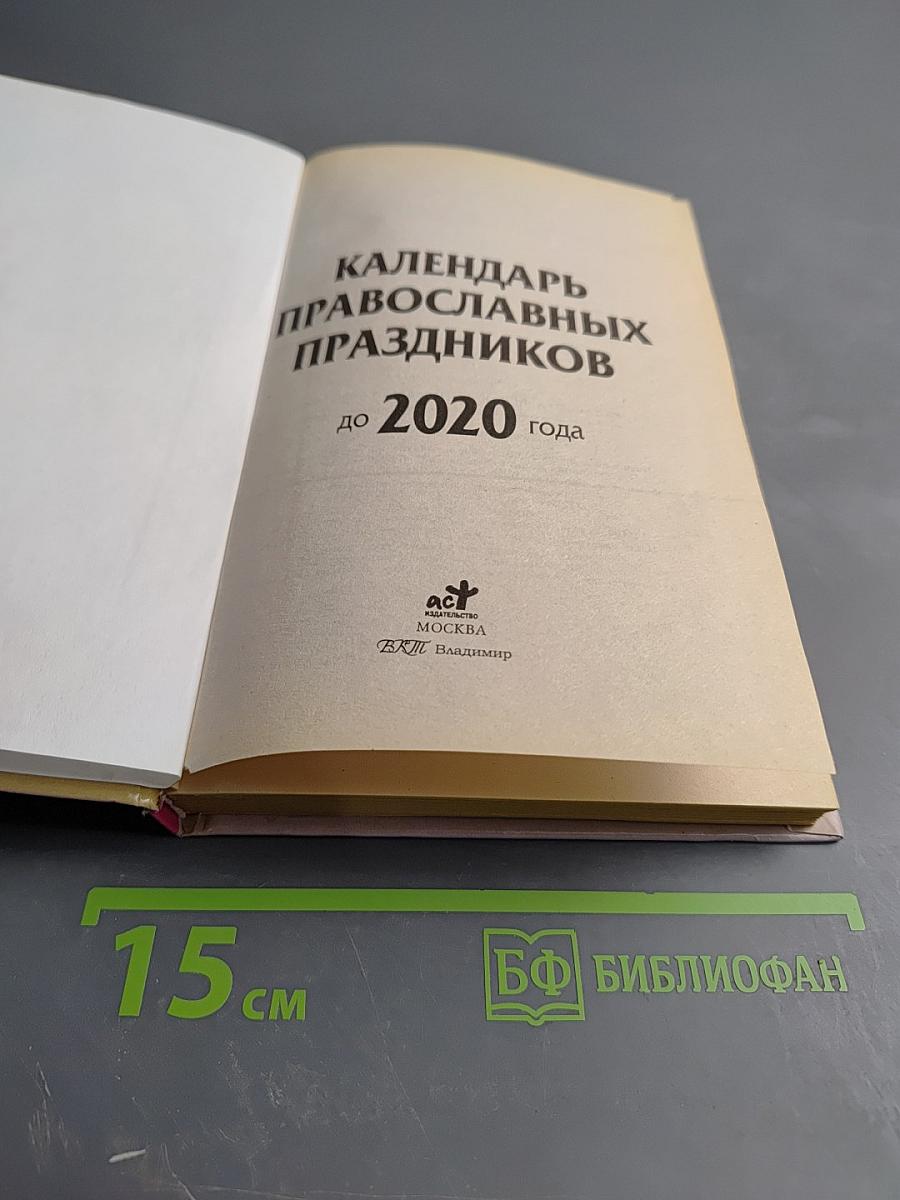 КАЛЕНДАРЬ
ПРАВОСЛАВНЫХ
ПРАЗДНИКОВ
до 2020 года
аст
ИЗДАТЕЛЬСТВО
МОСКВА
ВКТ Владимир
15 см
БФ БИБЛИОФАН